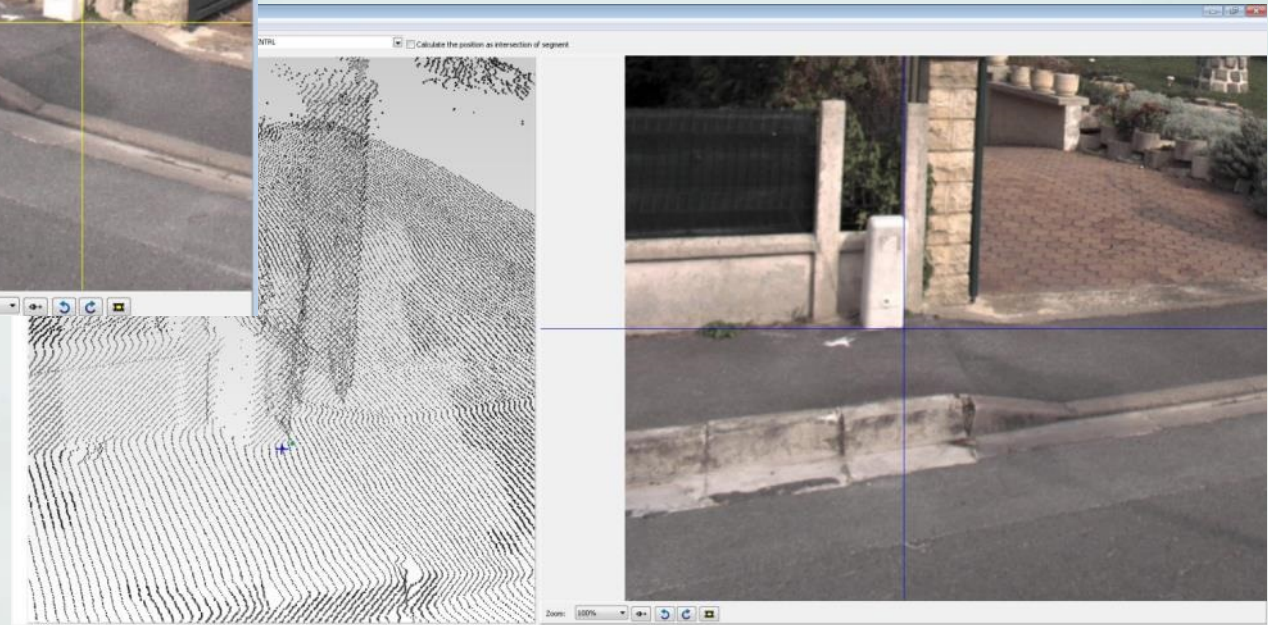 NTRL
Calculate the position as intersection of segment
Zoom: 100%